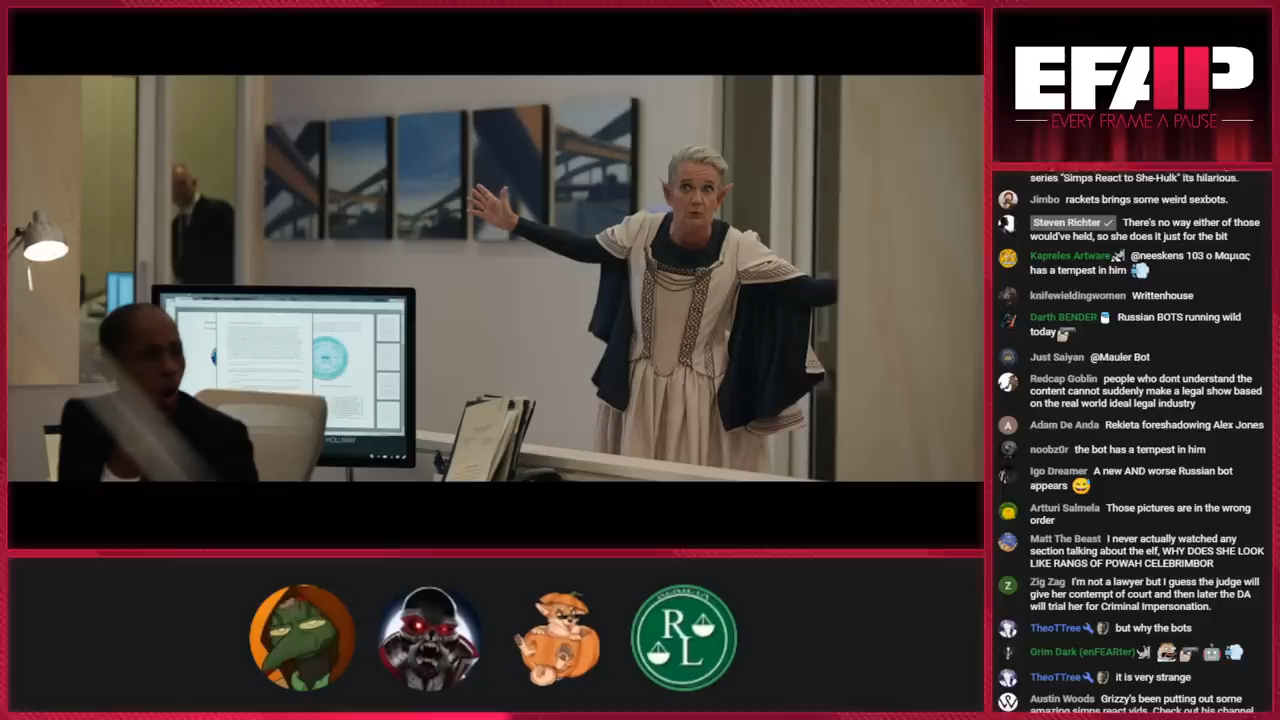 EFAP
EVERY FRAME A PAUSE
series "Simps React to She-Hulk" its hilarious.
Jimbo rackets brings some weird sexbots.
Steven Richter There's no way either of those
would've held, so she does it just for the bit
Kapreles Artware @neeskens 103 ο Μαμιας
has a tempest in him
knifewieldingwomen Writtenhouse
Darth BENDER Russian BOTS running wild
today
Just Saiyan @Mauler Bot
Redcap Goblin people who dont understand the
content cannot suddenly make a legal show based
on the real world ideal legal industry
A Adam De Anda Rekieta foreshadowing Alex Jones
noobz0r the bot has a tempest in him
Igo Dreamer A new AND worse Russian bot
appears
Artturi Salmela Those pictures are in the wrong
order
Matt The Beast I never actually watched any
section talking about the elf, WHY DOES SHE LOOK
LIKE RANGS OF POWAH CELEBRIMBOR
Z Zig Zag I'm not a lawyer but I guess the judge will
give her contempt of court and then later the DA
will trial her for Criminal Impersonation.
TheoTTree but why the bots
Grim Dark (enFEARter)
TheoTTree it is very strange
Austin Woods Grizzy's been putting out some
amazing simps react vids. Check out his channel
HOLLIWAY
REKIETA
R
L